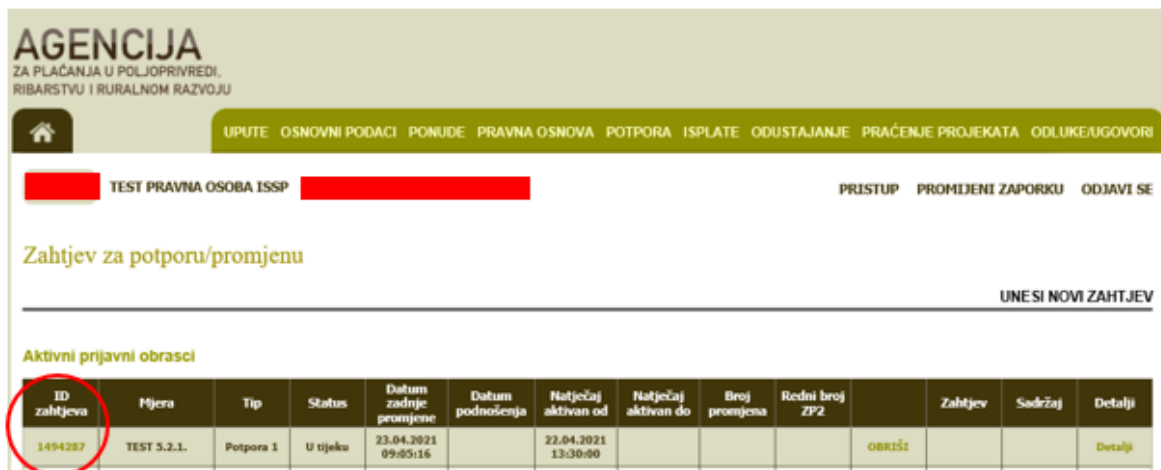 AGENCIJA
ZA PLAĆANJA U POLJOPRIVREDI,
RIBARSTVU I RURALNOM RAZVOJU
UPUTE OSNOVNI PODACI PONUDE PRAVNA OSNOVA POTPORA ISPLATE ODUSTAJANJE PRAĆENJE PROJEKATA ODLUKE/UGOVORI
TEST PRAVNA OSOBA ISSP PRISTUP PROMIJENI ZAPORKU ODJAVI SE
Zahtjev za potporu/promjenu
UNESI NOVI ZAHTJEV
Aktivni prijavni obrasci
ID zahtjeva Mjera Tip Status Datum zadnje promjene Datum podnošenja Natječaj aktivan od Natječaj aktivan do Broj promjena Redni broj ZP2 Zahtjev Sadržaj Detalji
1494287 TEST 5.2.1. Potpora 1 U tijeku 23.04.2021 09:05:16 22.04.2021 13:30:00 OBRIŠI Detalji